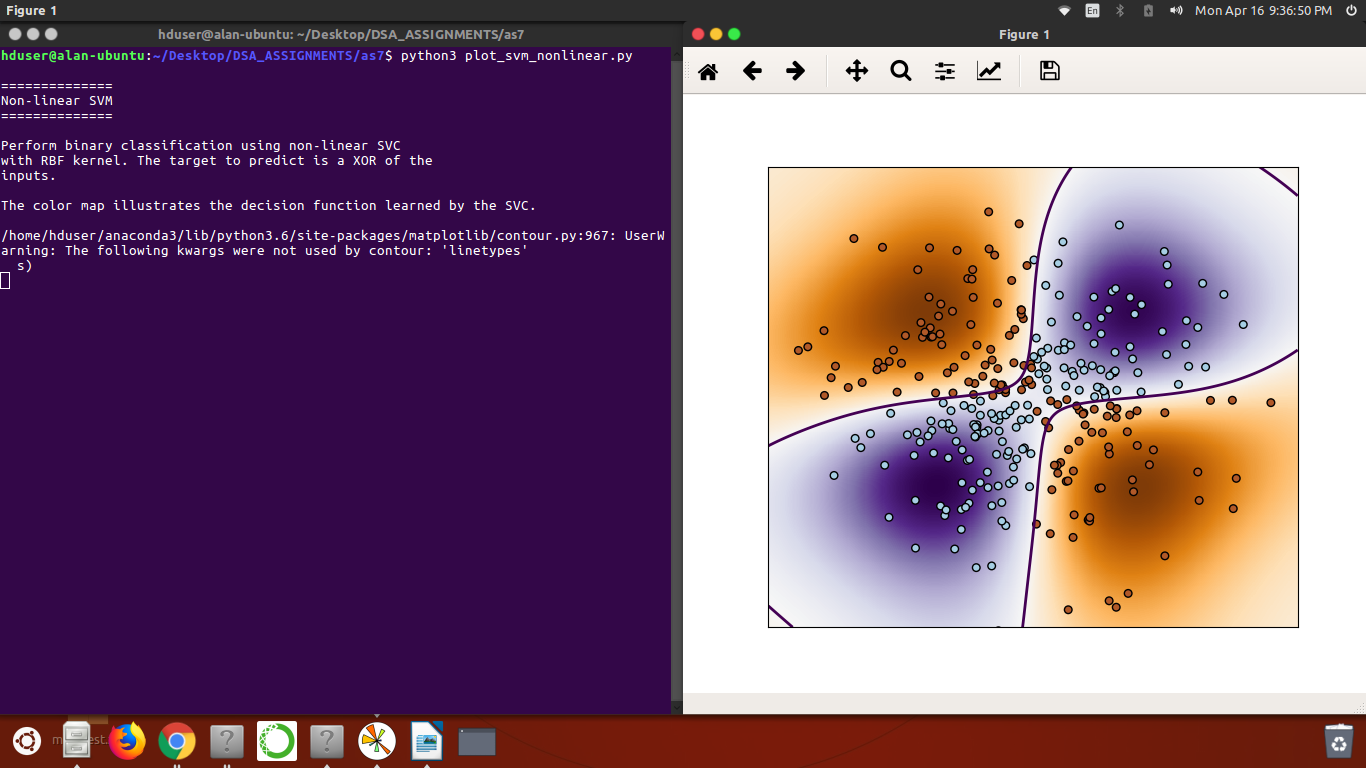 Figure 1
En
Mon Apr 16 9:36:50 PM
hduser@alan-ubuntu: ~/Desktop/DSA_ASSIGNMENTS/as7
hduser@alan-ubuntu:~/Desktop/DSA_ASSIGNMENTS/as7$ python3 plot_svm_nonlinear.py
==============
Non-linear SVM
==============
Perform binary classification using non-linear SVC
with RBF kernel. The target to predict is a XOR of the
inputs.
The color map illustrates the decision function learned by the SVC.
/home/hduser/anaconda3/lib/python3.6/site-packages/matplotlib/contour.py:967: UserW
arning: The following kwargs were not used by contour: 'linetypes'
s)
Figure 1